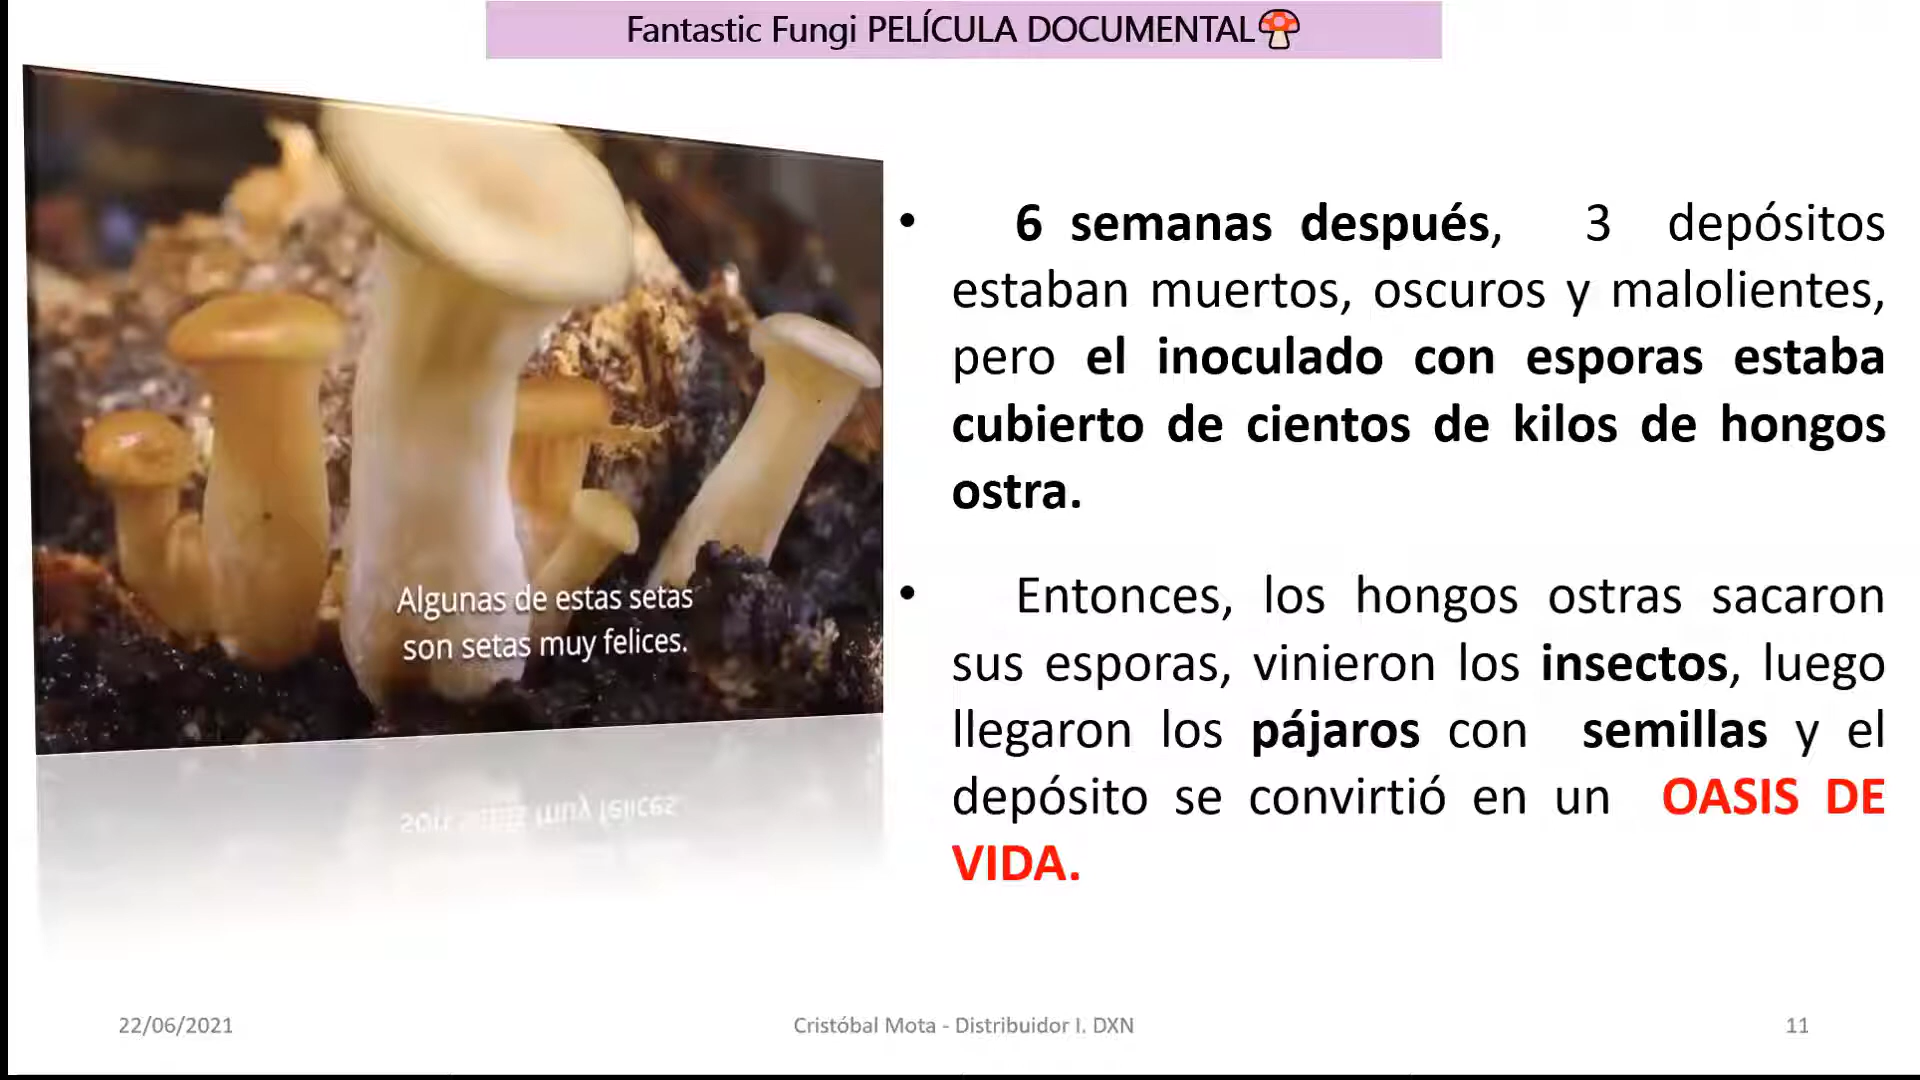 Fantastic Fungi PELÍCULA DOCUMENTAL🍄
• 6 semanas después, 3 depósitos
estaban muertos, oscuros y malolientes,
pero el inoculado con esporas estaba
cubierto de cientos de kilos de hongos
ostra.
• Entonces, los hongos ostras sacaron
sus esporas, vinieron los insectos, luego
llegaron los pájaros con semillas y el
depósito se convirtió en un OASIS DE
VIDA.
Algunas de estas setas
son setas muy felices.
22/06/2021
Cristóbal Mota - Distribuidor I. DXN
11